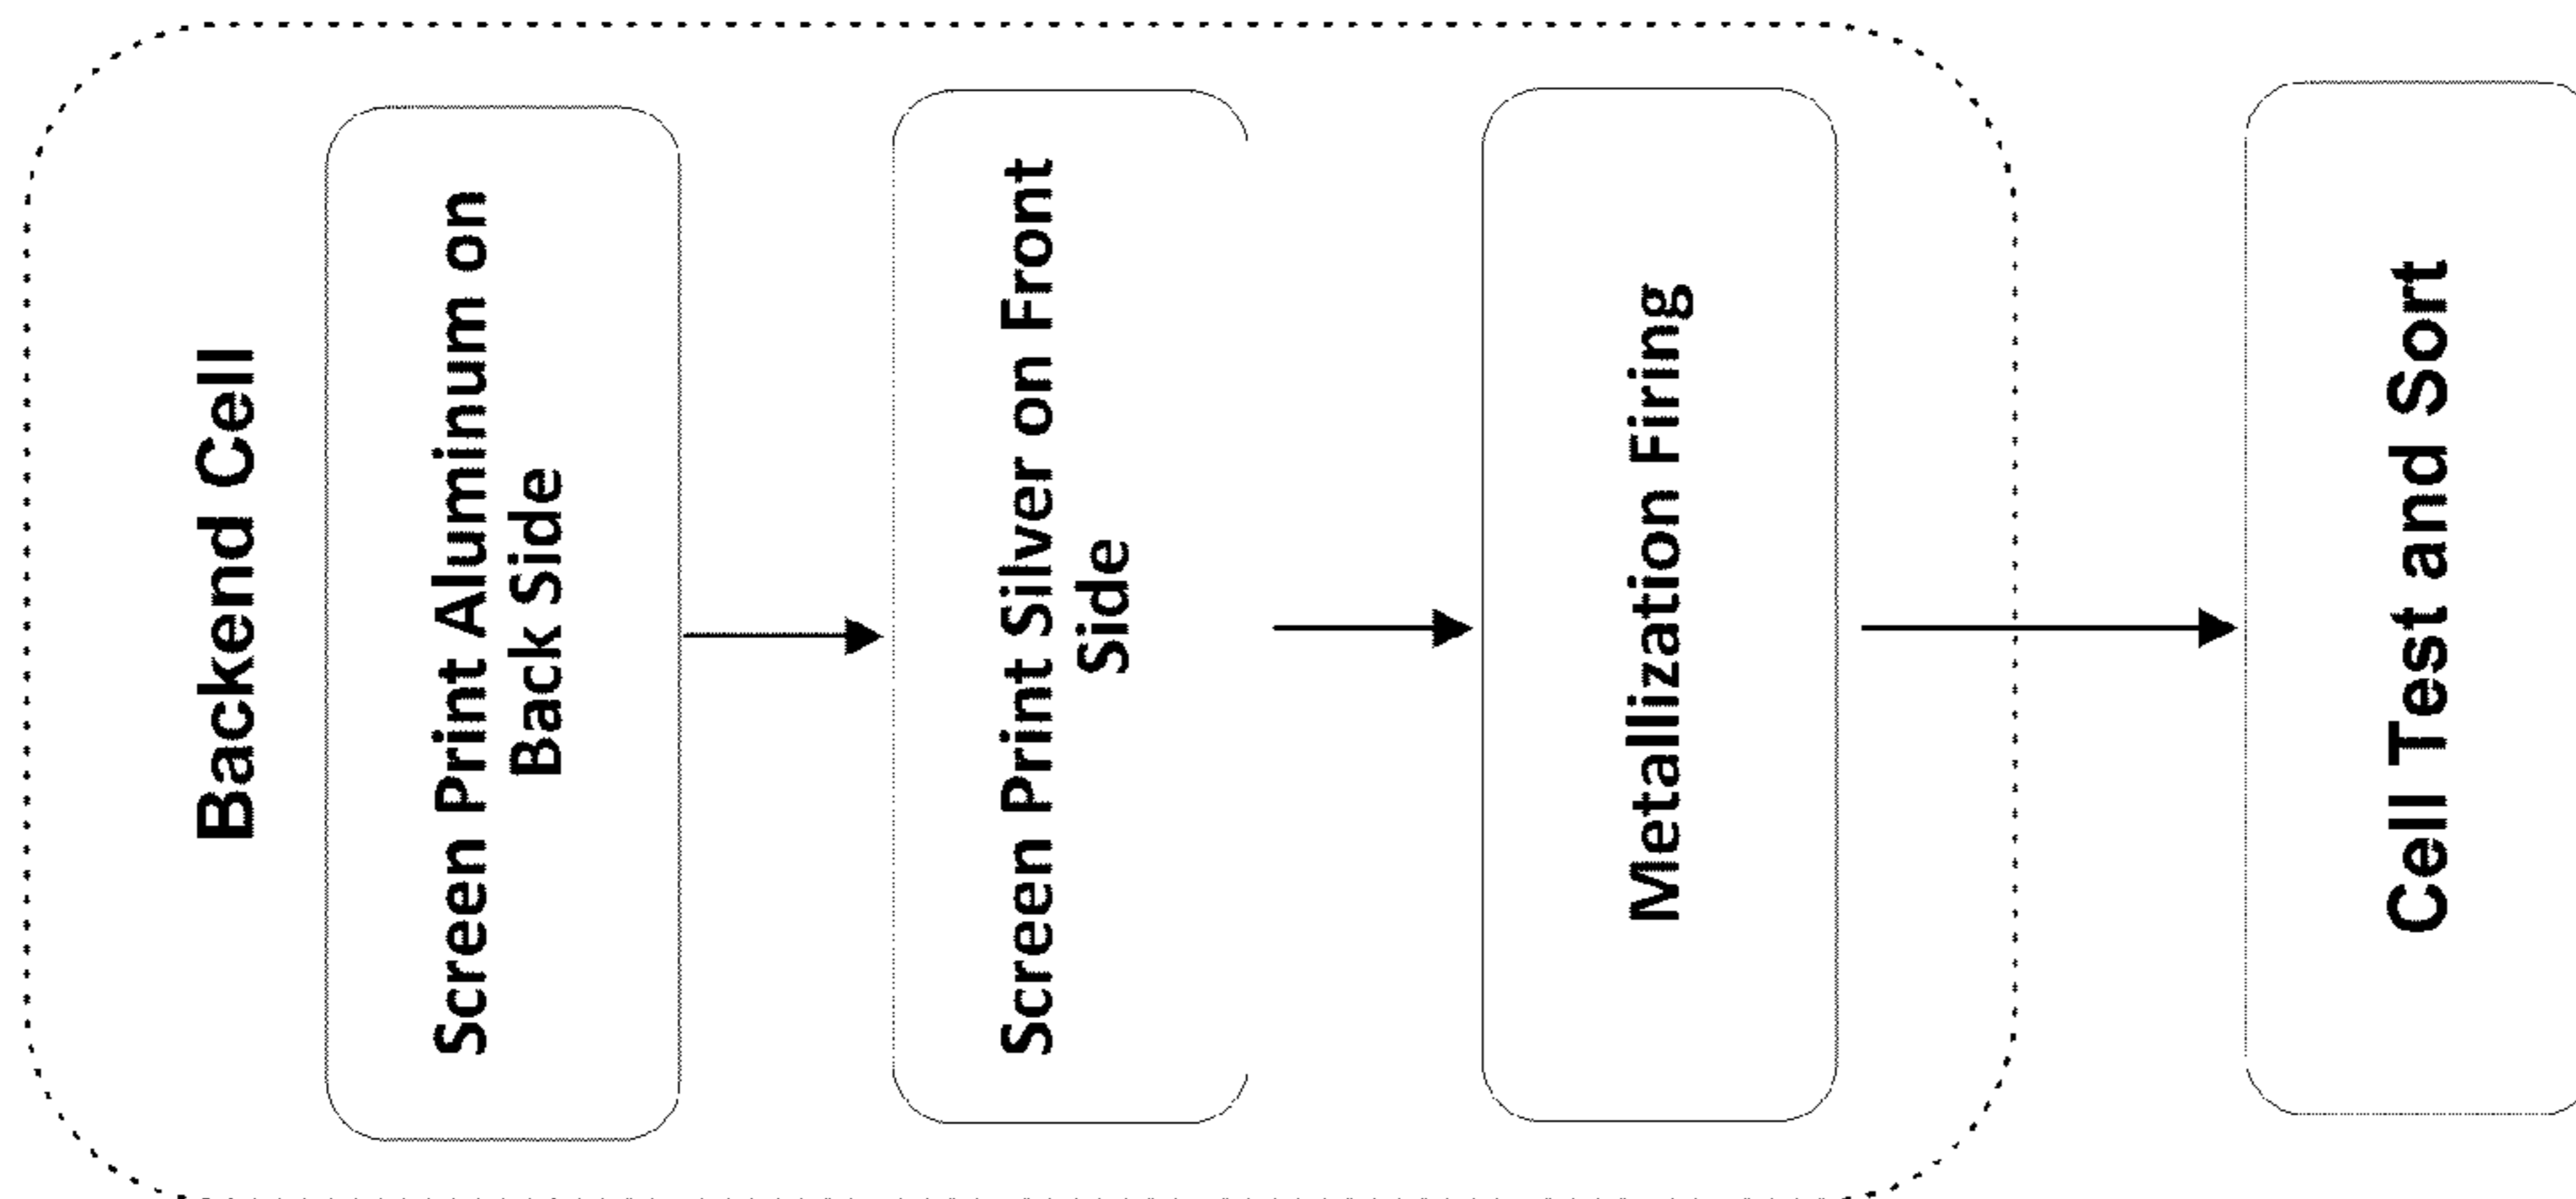 Backend Cell
Screen Print Aluminum on
Back Side
Screen Print Silver on Front
Side
Metallization Firing
Cell Test and Sort